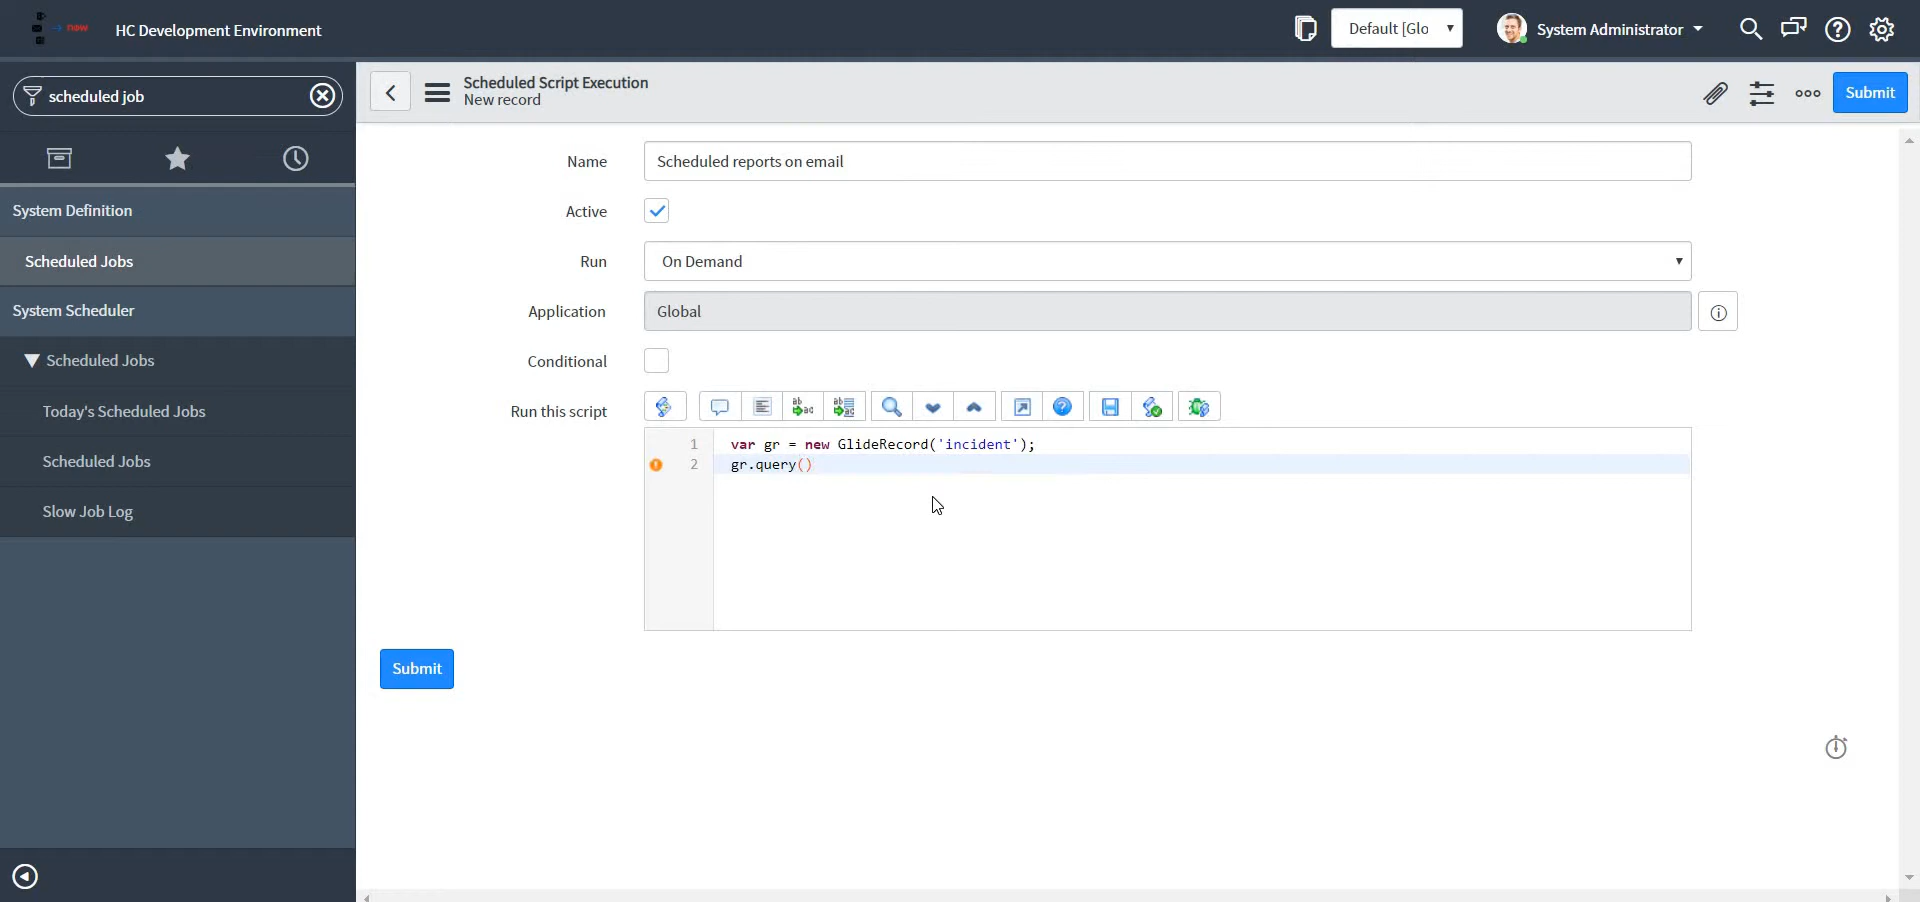 now
HC Development Environment
Default [Glo
System Administrator
scheduled job
Scheduled Script Execution
New record
Submit
System Definition
Scheduled Jobs
System Scheduler
Scheduled Jobs
Today's Scheduled Jobs
Scheduled Jobs
Slow Job Log
Name
Scheduled reports on email
Active
Run
On Demand
Application
Global
Conditional
Run this script
1 var gr = new GlideRecord('incident');
2 gr.query()
Submit